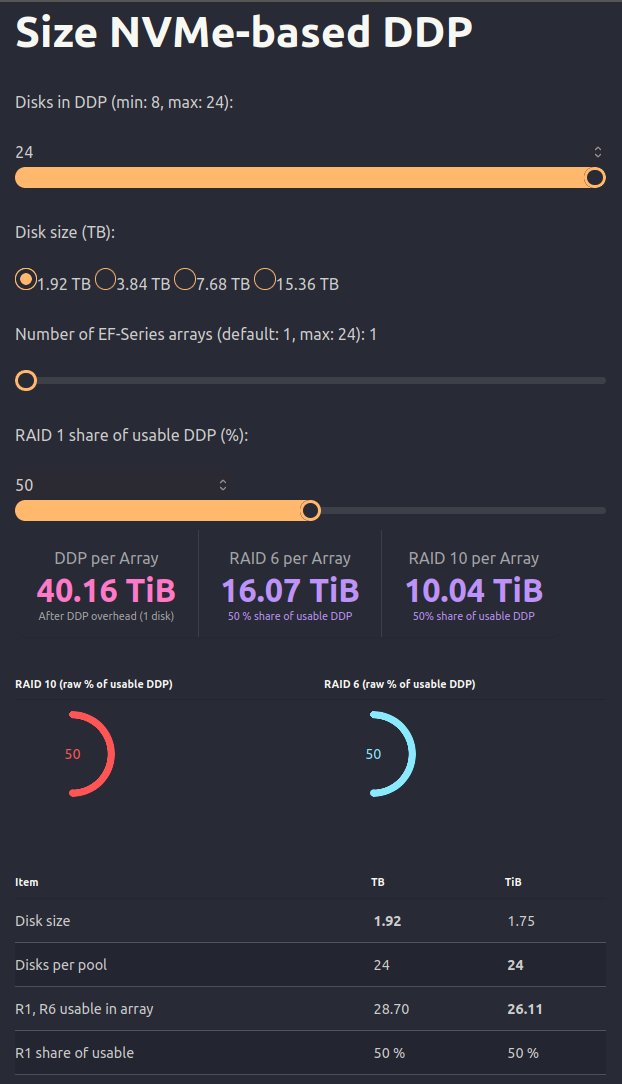 Size NVMe-based DDP
Disks in DDP (min: 8, max: 24):
24
Disk size (TB):
1.92 TB 3.84 TB 7.68 TB 15.36 TB
Number of EF-Series arrays (default: 1, max: 24): 1
RAID 1 share of usable DDP (%):
50
DDP per Array RAID 6 per Array RAID 10 per Array
40.16 TiB 16.07 TiB 10.04 TiB
After DDP overhead (1 disk) 50 % share of usable DDP 50% share of usable DDP
RAID 10 (raw % of usable DDP) RAID 6 (raw % of usable DDP)
50 50
Item TB TiB
Disk size 1.92 1.75
Disks per pool 24 24
R1, R6 usable in array 28.70 26.11
R1 share of usable 50 % 50 %